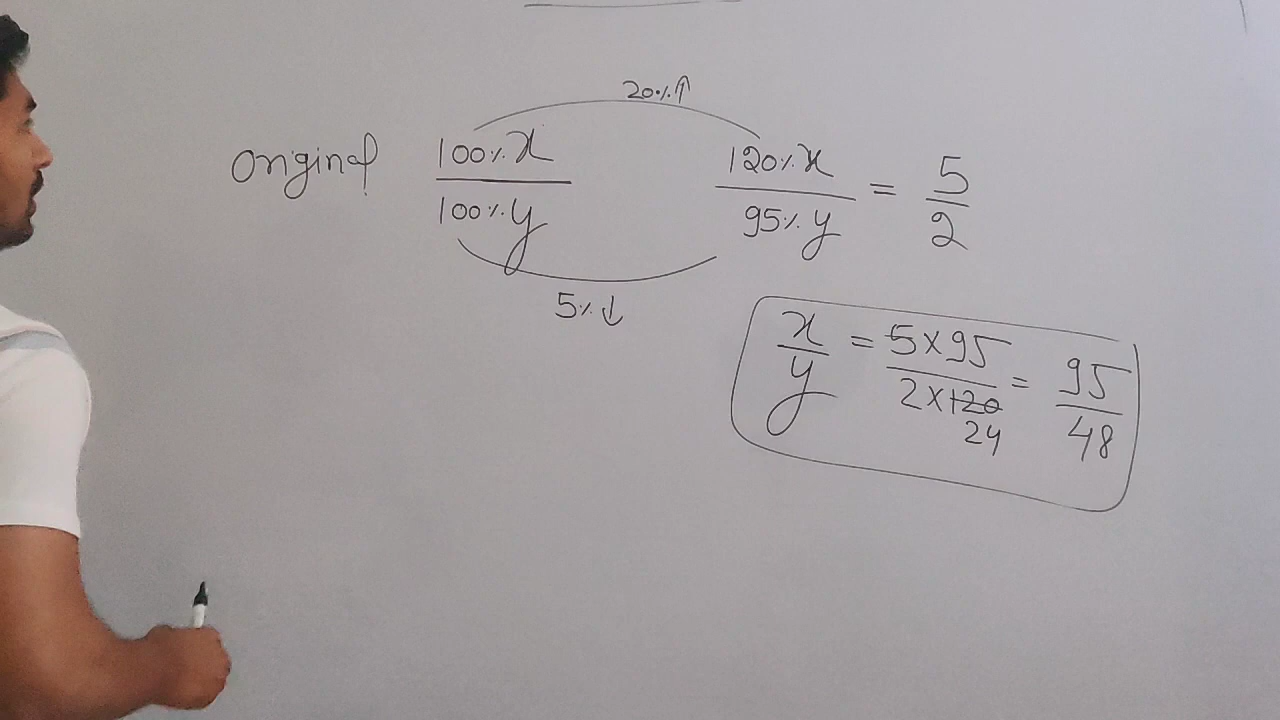 20%↑
Original 100%x / 100%y 120%x / 95%y = 5/2
5%↓
x/y = 5×95 / 2×120 = 95/48
24